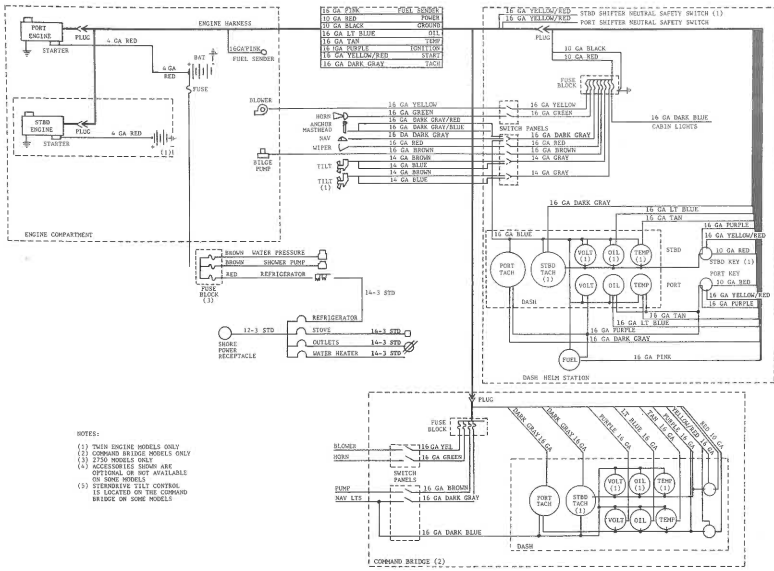 PORT
ENGINE
PLUG
STARTER
4 GA RED
ENGINE HARNESS
16 GA PINK FUEL SENDER
10 GA RED POWER
10 GA BLACK GROUND
16 GA LT BLUE OIL
16 GA TAN TEMP
16 GA PURPLE IGNITION
16 GA YELLOW/RED START
16 GA DARK GRAY TACH
16 GA YELLOW/RED
16 GA YELLOW/RED
STBD SHIFTER NEUTRAL SAFETY SWITCH (1)
PORT SHIFTER NEUTRAL SAFETY SWITCH
PLUG
BAT
4 GA
RED
16GA/PINK
FUEL SENDER
FUSE
STBD
ENGINE
PLUG
STARTER
4 GA RED
(1)
ENGINE COMPARTMENT
10 GA BLACK
10 GA RED
FUSE
BLOCK
BLOWER
HORN
ANCHOR
MASTHEAD
NAV
WIPER
BILGE
PUMP
TILT
TILT
(1)
16 GA YELLOW
16 GA GREEN
16 GA DARK GRAY/RED
16 GA DARK GRAY/BLUE
16 GA DARK GRAY
16 GA RED
16 GA BROWN
14 GA BROWN
14 GA BLUE
14 GA BROWN
14 GA BLUE
16 GA YELLOW
16 GA GREEN
SWITCH PANELS
16 GA DARK GRAY
16 GA RED
16 GA BROWN
14 GA GRAY
14 GA GRAY
16 GA DARK BLUE
CABIN LIGHTS
16 GA DARK GRAY
16 GA LT BLUE
16 GA TAN
16 GA PURPLE
16 GA YELLOW/RED
16 GA BLUE
PORT
TACH
STBD
TACH
(1)
VOLT
(1)
OIL
(1)
TEMP
(1)
STBD
10 GA RED
STBD KEY (1)
PORT KEY
VOLT
OIL
TEMP
PORT
10 GA RED
16 GA YELLOW/RED
16 GA PURPLE
DASH
16 GA TAN
16 GA LT BLUE
16 GA PURPLE
16 GA DARK GRAY
FUEL
16 GA PINK
DASH HELM STATION
BROWN WATER PRESSURE
BROWN SHOWER PUMP
RED REFRIGERATOR
FUSE
BLOCK
(3)
14-3 STD
12-3 STD
SHORE
POWER
RECEPTACLE
REFRIGERATOR
STOVE 14-3 STD
OUTLETS 14-3 STD
WATER HEATER 14-3 STD
PLUG
FUSE
BLOCK
BLOWER 16 GA YEL
HORN 16 GA GREEN
SWITCH
PANELS
PUMP 16 GA BROWN
NAV LTS 16 GA DARK GRAY
16 GA DARK BLUE
DARK GRAY 16 GA
DARK GRAY 16 GA
PURPLE 16 GA
LT BLUE 16 GA
TAN 16 GA
PURPLE 16 GA
YELLOW/RED 16 GA
RED 10 GA
PORT
TACH
STBD
TACH
(1)
VOLT
(1)
OIL
(1)
TEMP
(1)
VOLT
OIL
TEMP
DASH
COMMAND BRIDGE (2)
NOTES:
(1) TWIN ENGINE MODELS ONLY
(2) COMMAND BRIDGE MODELS ONLY
(3) 2750 MODELS ONLY
(4) ACCESSORIES SHOWN ARE
OPTIONAL OR NOT AVAILABLE
ON SOME MODELS
(5) STERNDRIVE TILT CONTROL
IS LOCATED ON THE COMMAND
BRIDGE ON SOME MODELS